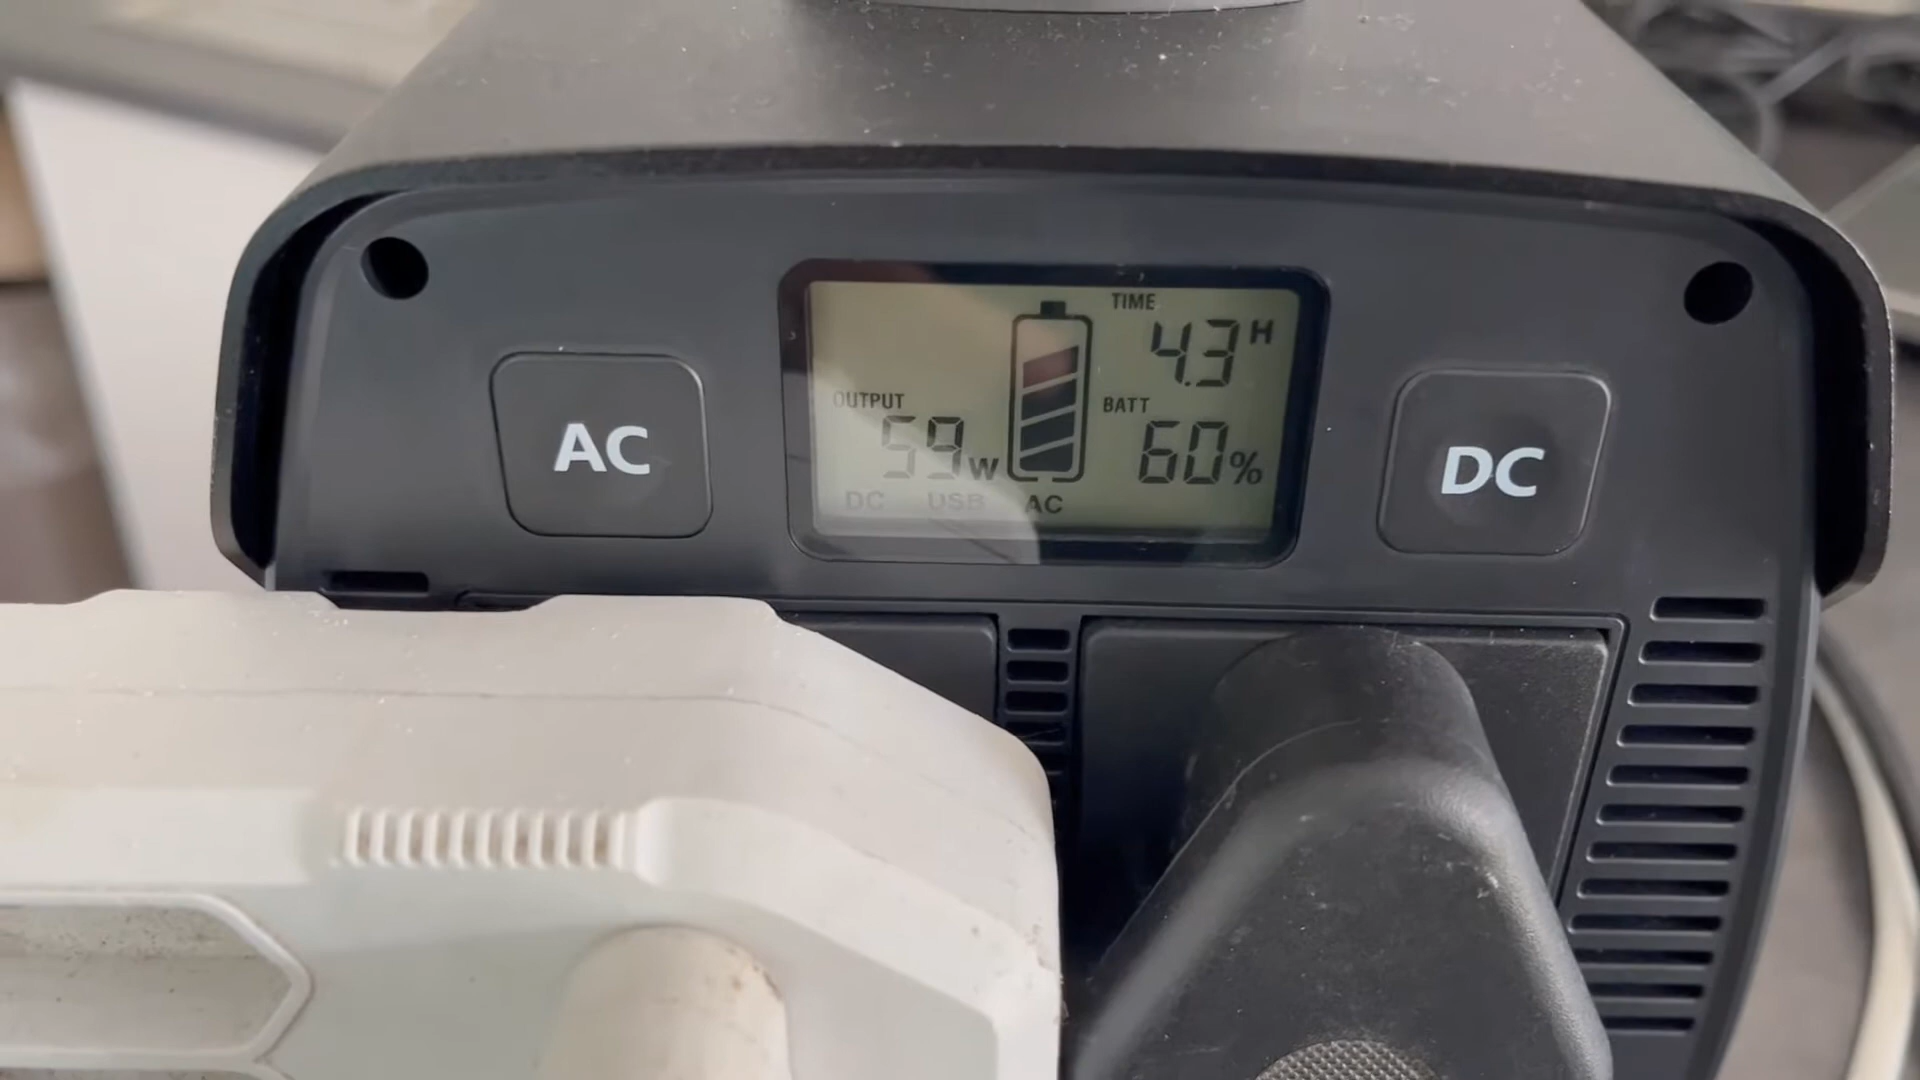 AC
TIME
4.3H
OUTPUT
59W
BATT
60%
DC USB AC
DC